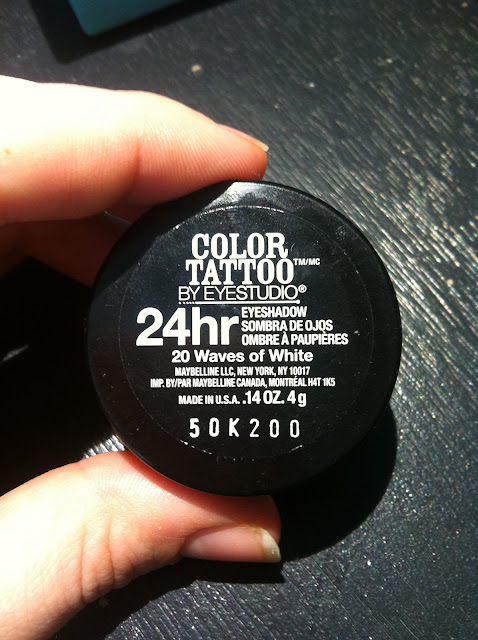 COLOR
TATTOO™/MC
BY EYESTUDIO®
24hr EYESHADOW
SOMBRA DE OJOS
OMBRE À PAUPIÈRES
20 Waves of White
MAYBELLINE LLC, NEW YORK, NY 10017
IMP. BY/PAR MAYBELLINE CANADA, MONTRÉAL H4T 1K5
MADE IN U.S.A. .14 OZ. 4 g
50K200